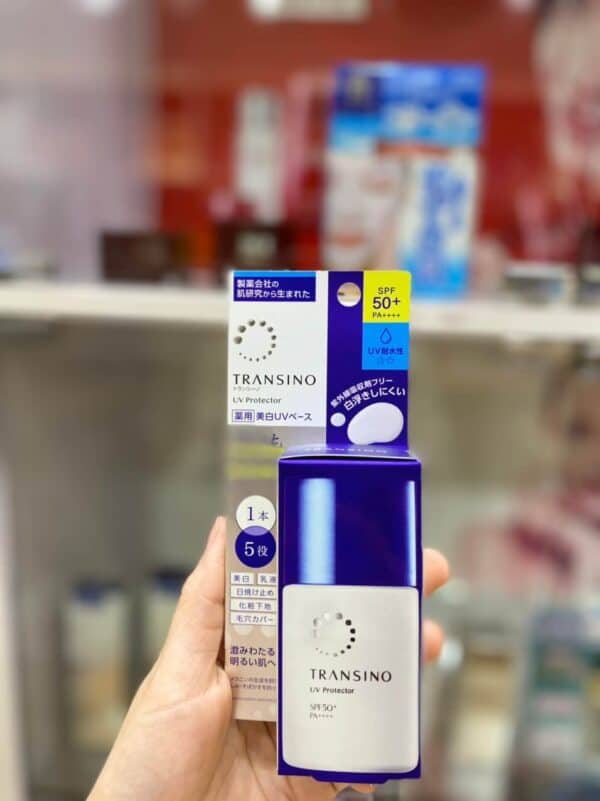 製薬会社の
肌研究から生まれた
SPF
50+
PA++++
UV耐水性
☆☆
TRANSINO
トランシーノ
UV Protector
薬用 美白UVベース
紫外線吸収剤フリー
白浮きしにくい
TRANSINO
1本
5役
美白 乳液
日焼け止め
化粧下地
毛穴カバー
澄みわたる
明るい肌へ
TRANSINO
UV Protector
SPF50+
PA++++